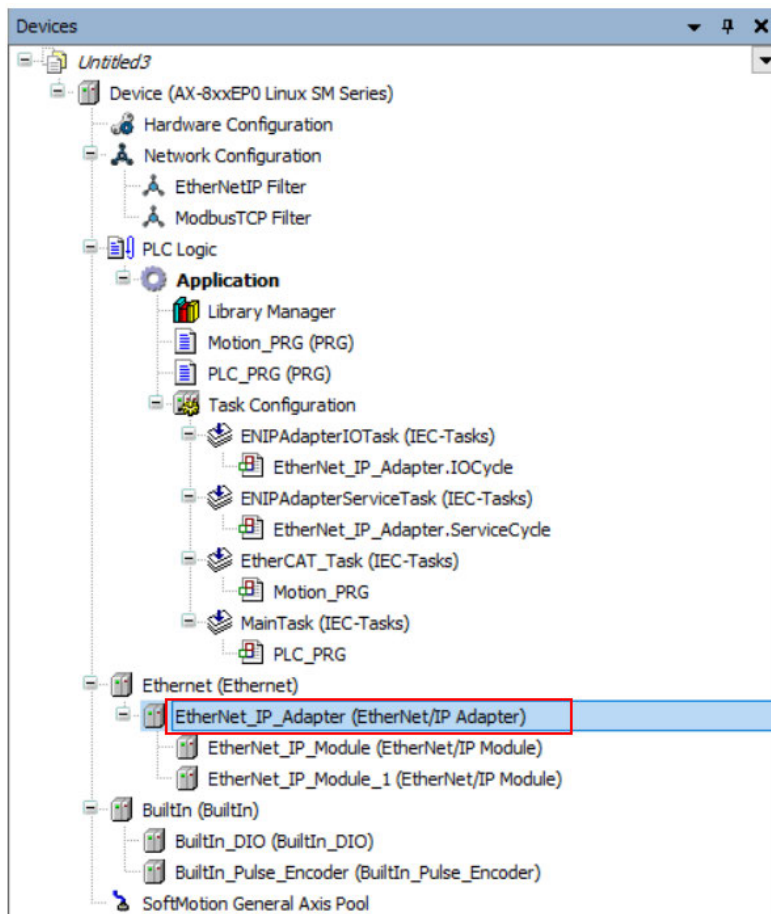 Devices
Untitled3
Device (AX-8xxEP0 Linux SM Series)
Hardware Configuration
Network Configuration
EtherNetIP Filter
ModbusTCP Filter
PLC Logic
Application
Library Manager
Motion_PRG (PRG)
PLC_PRG (PRG)
Task Configuration
ENIPAdapterIOTask (IEC-Tasks)
EtherNet_IP_Adapter.IOCycle
ENIPAdapterServiceTask (IEC-Tasks)
EtherNet_IP_Adapter.ServiceCycle
EtherCAT_Task (IEC-Tasks)
Motion_PRG
MainTask (IEC-Tasks)
PLC_PRG
Ethernet (Ethernet)
EtherNet_IP_Adapter (EtherNet/IP Adapter)
EtherNet_IP_Module (EtherNet/IP Module)
EtherNet_IP_Module_1 (EtherNet/IP Module)
BuiltIn (BuiltIn)
BuiltIn_DIO (BuiltIn_DIO)
BuiltIn_Pulse_Encoder (BuiltIn_Pulse_Encoder)
SoftMotion General Axis Pool